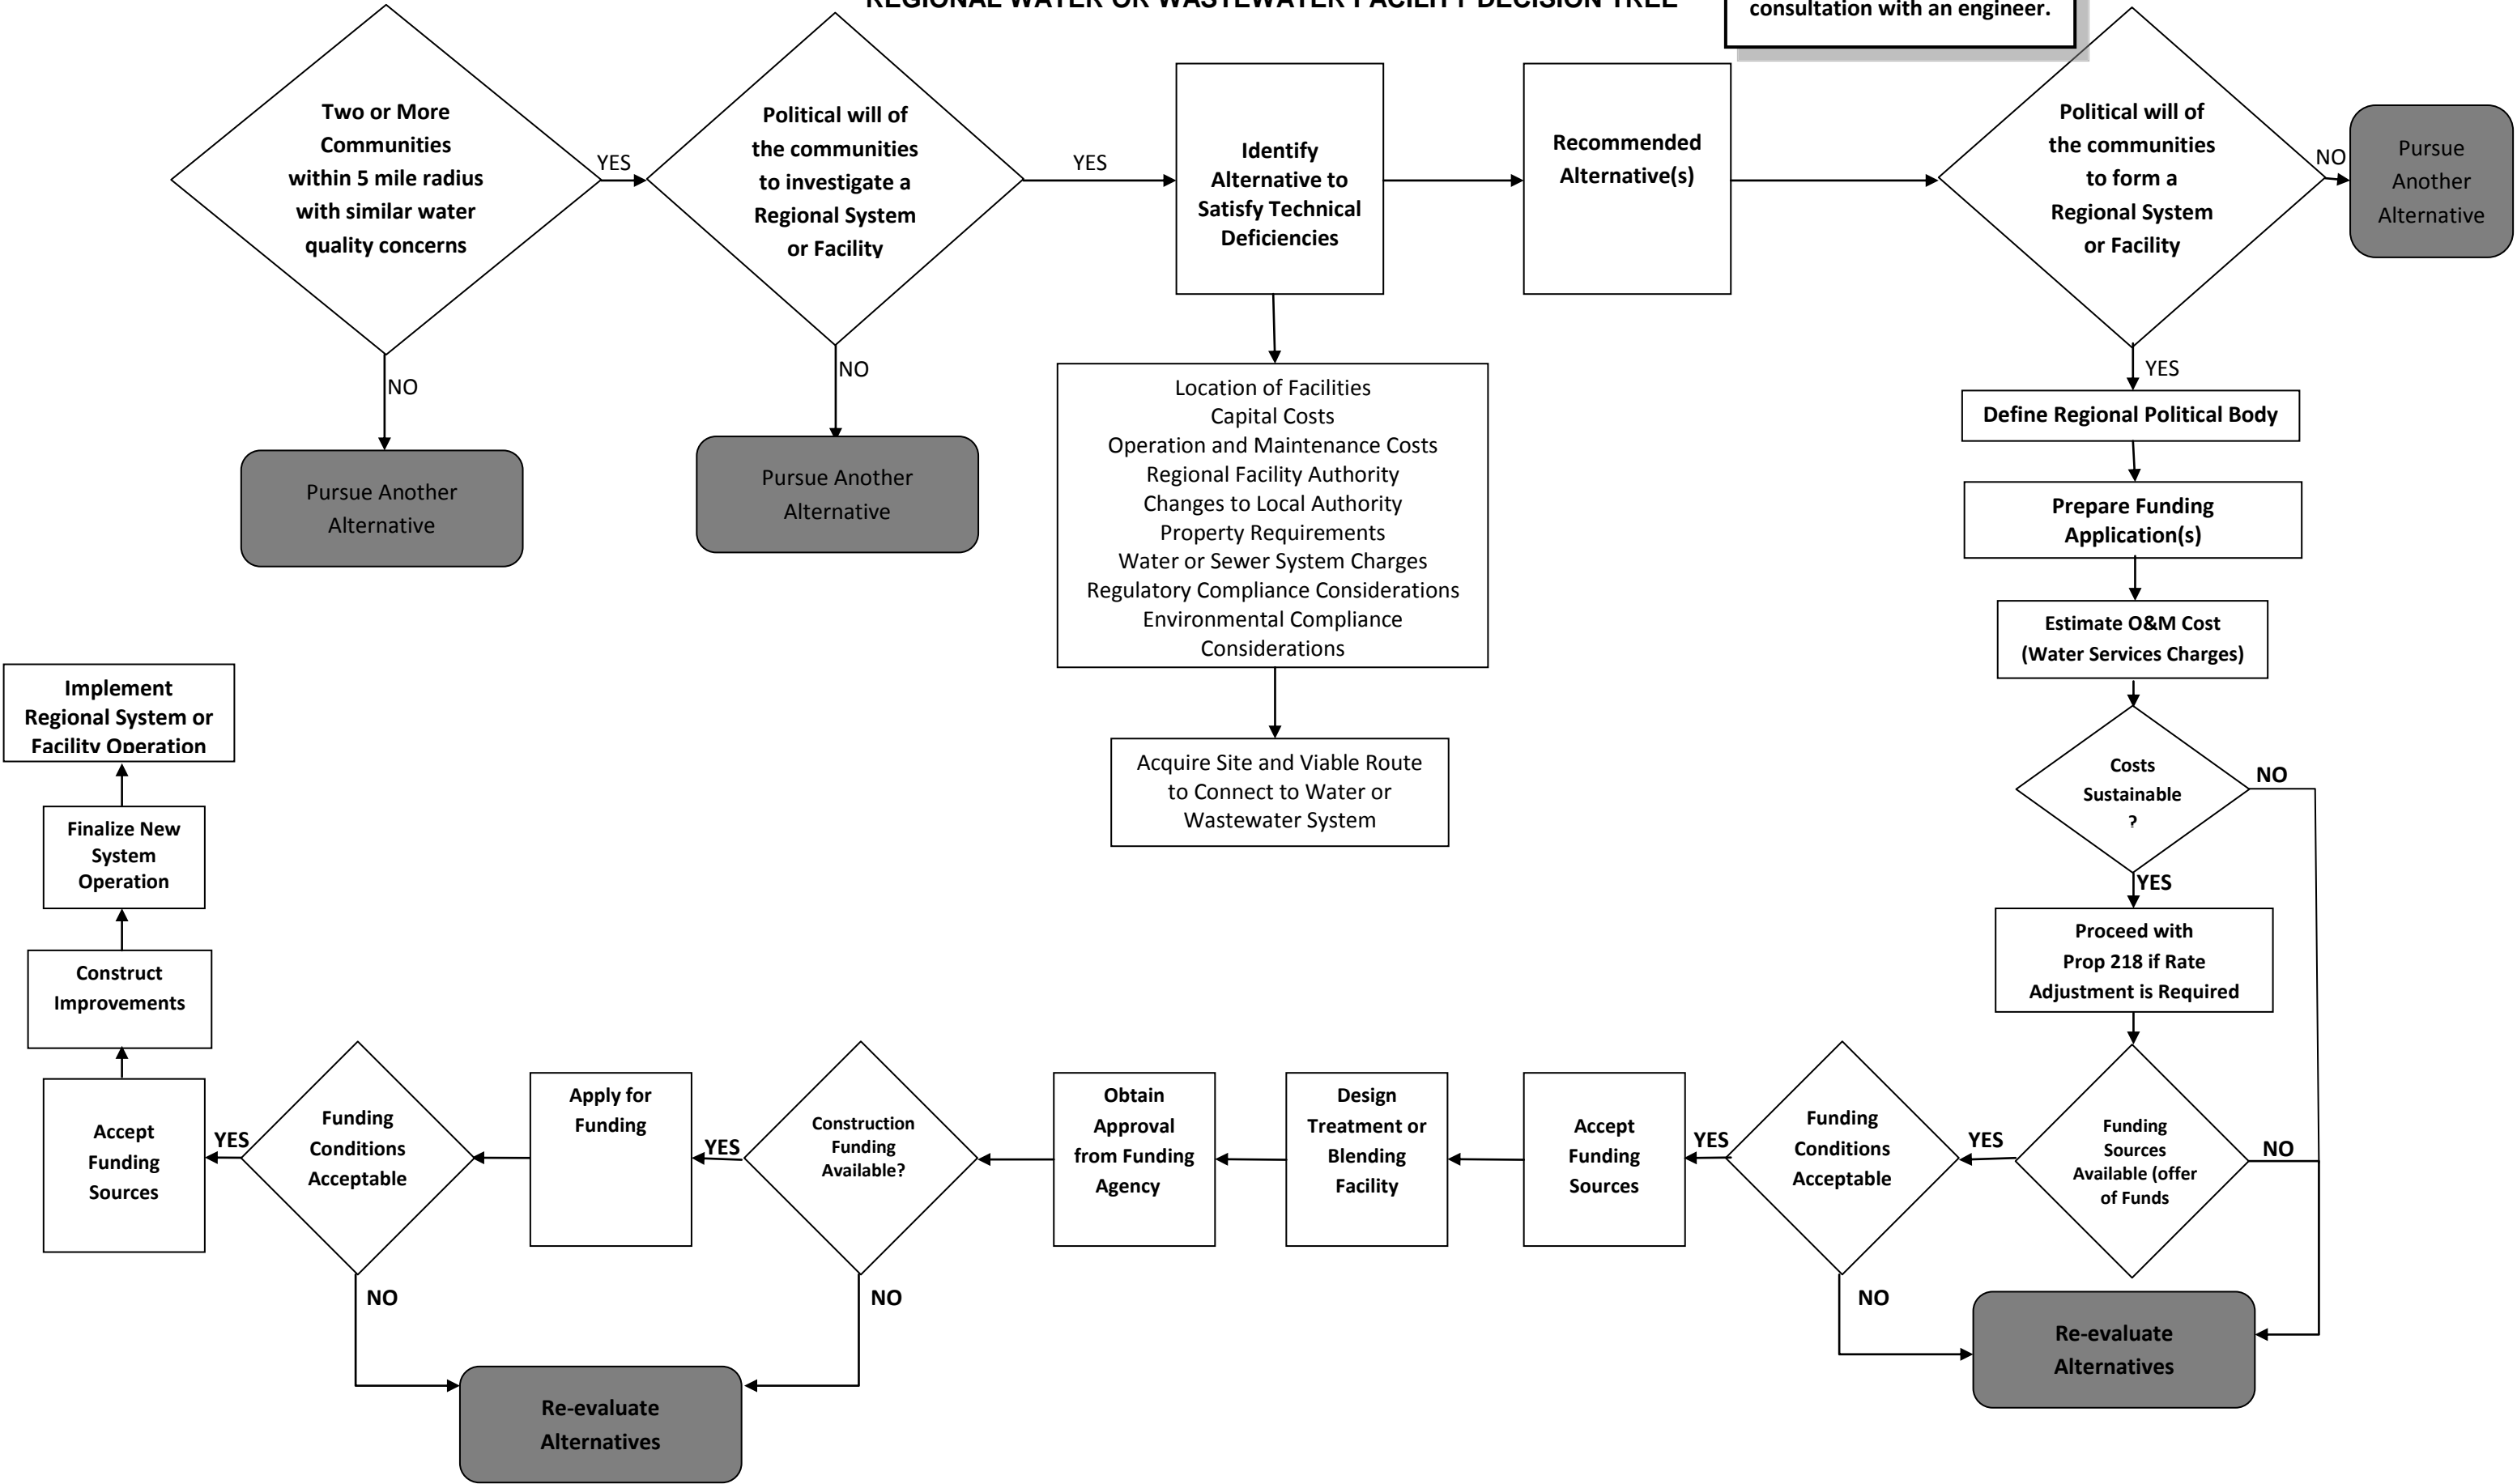 REGIONAL WATER OR WASTEWATER FACILITY DECISION TREE
consultation with an engineer.
Two or More
Communities
within 5 mile radius
with similar water
quality concerns
YES
Political will of
the communities
to investigate a
Regional System
or Facility
YES
Identify
Alternative to
Satisfy Technical
Deficiencies
Recommended
Alternative(s)
Political will of
the communities
to form a
Regional System
or Facility
NO
Pursue
Another
Alternative
NO
Pursue Another
Alternative
NO
Pursue Another
Alternative
Location of Facilities
Capital Costs
Operation and Maintenance Costs
Regional Facility Authority
Changes to Local Authority
Property Requirements
Water or Sewer System Charges
Regulatory Compliance Considerations
Environmental Compliance
Considerations
Acquire Site and Viable Route
to Connect to Water or
Wastewater System
YES
Define Regional Political Body
Prepare Funding
Application(s)
Estimate O&M Cost
(Water Services Charges)
Costs
Sustainable
?
NO
YES
Proceed with
Prop 218 if Rate
Adjustment is Required
Funding
Sources
Available (offer
of Funds
NO
YES
Funding
Conditions
Acceptable
NO
Re-evaluate
Alternatives
YES
Accept
Funding
Sources
Design
Treatment or
Blending
Facility
Obtain
Approval
from Funding
Agency
Construction
Funding
Available?
NO
YES
Apply for
Funding
Funding
Conditions
Acceptable
NO
Re-evaluate
Alternatives
YES
Accept
Funding
Sources
Construct
Improvements
Finalize New
System
Operation
Implement
Regional System or
Facility Operation